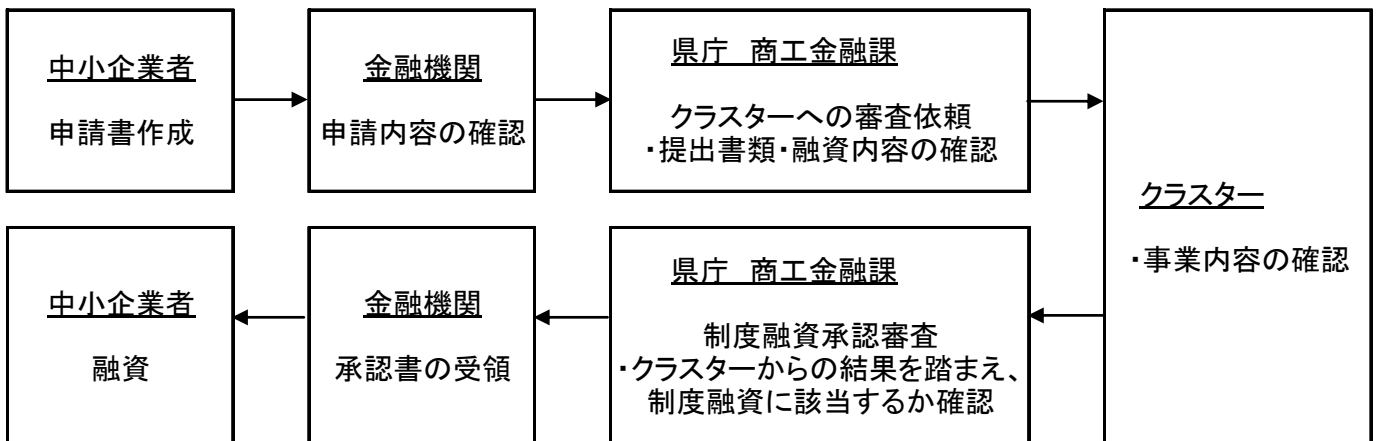 中小企業者
申請書作成
金融機関
申請内容の確認
県庁　商工金融課
クラスターへの審査依頼
・提出書類・融資内容の確認
クラスター
・事業内容の確認
県庁　商工金融課
制度融資承認審査
・クラスターからの結果を踏まえ、
制度融資に該当するか確認
金融機関
承認書の受領
中小企業者
融資